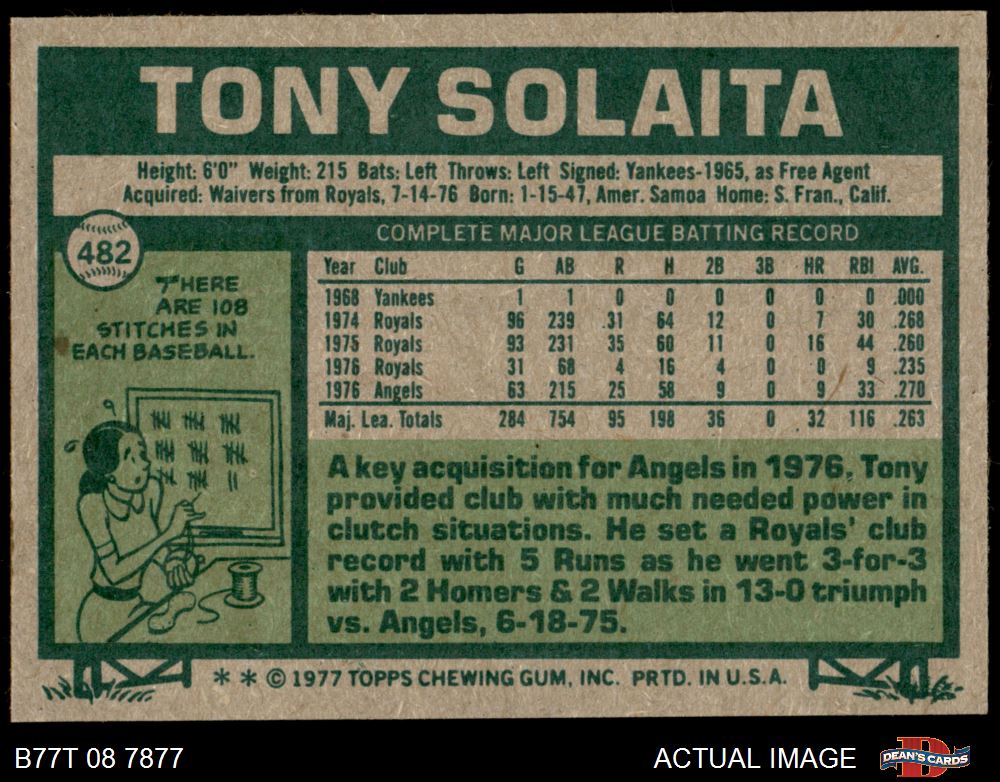 TONY SOLAITA
Height: 6'0" Weight: 215 Bats: Left Throws: Left Signed: Yankees-1965, as Free Agent
Acquired: Waivers from Royals, 7-14-76 Born: 1-15-47, Amer. Samoa Home: S. Fran., Calif.
482
COMPLETE MAJOR LEAGUE BATTING RECORD
THERE
ARE 108
STITCHES IN
EACH BASEBALL.
Year Club G AB R H 2B 3B HR RBI AVG.
1968 Yankees 1 1 0 0 0 0 0 0 .000
1974 Royals 96 239 31 64 12 0 7 30 .268
1975 Royals 93 231 35 60 11 0 16 44 .260
1976 Royals 31 68 4 16 4 0 0 9 .235
1976 Angels 63 215 25 58 9 0 9 33 .270
Maj. Lea. Totals 284 754 95 198 36 0 32 116 .263
A key acquisition for Angels in 1976, Tony
provided club with much needed power in
clutch situations. He set a Royals' club
record with 5 Runs as he went 3-for-3
with 2 Homers & 2 Walks in 13-0 triumph
vs. Angels, 6-18-75.
* * © 1977 TOPPS CHEWING GUM, INC. PRTD. IN U.S.A.
B77T 08 7877 ACTUAL IMAGE DEAN'S CARDS